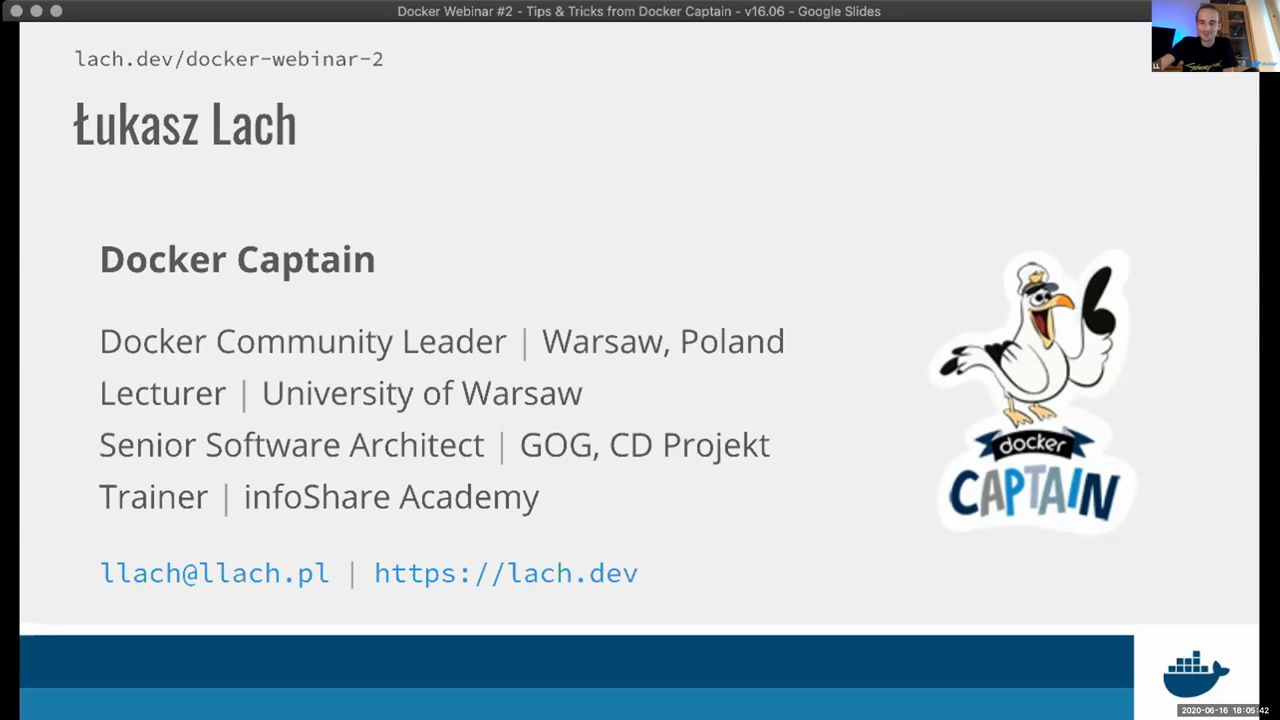 Docker Webinar #2 - Tips & Tricks from Docker Captain - v16.06 - Google Slides
lach.dev/docker-webinar-2
Łukasz Lach
Docker Captain
Docker Community Leader | Warsaw, Poland
Lecturer | University of Warsaw
Senior Software Architect | GOG, CD Projekt
Trainer | infoShare Academy
llach@llach.pl | https://lach.dev
docker
CAPTAIN
LL
docker
2020-06-16 18:05:42